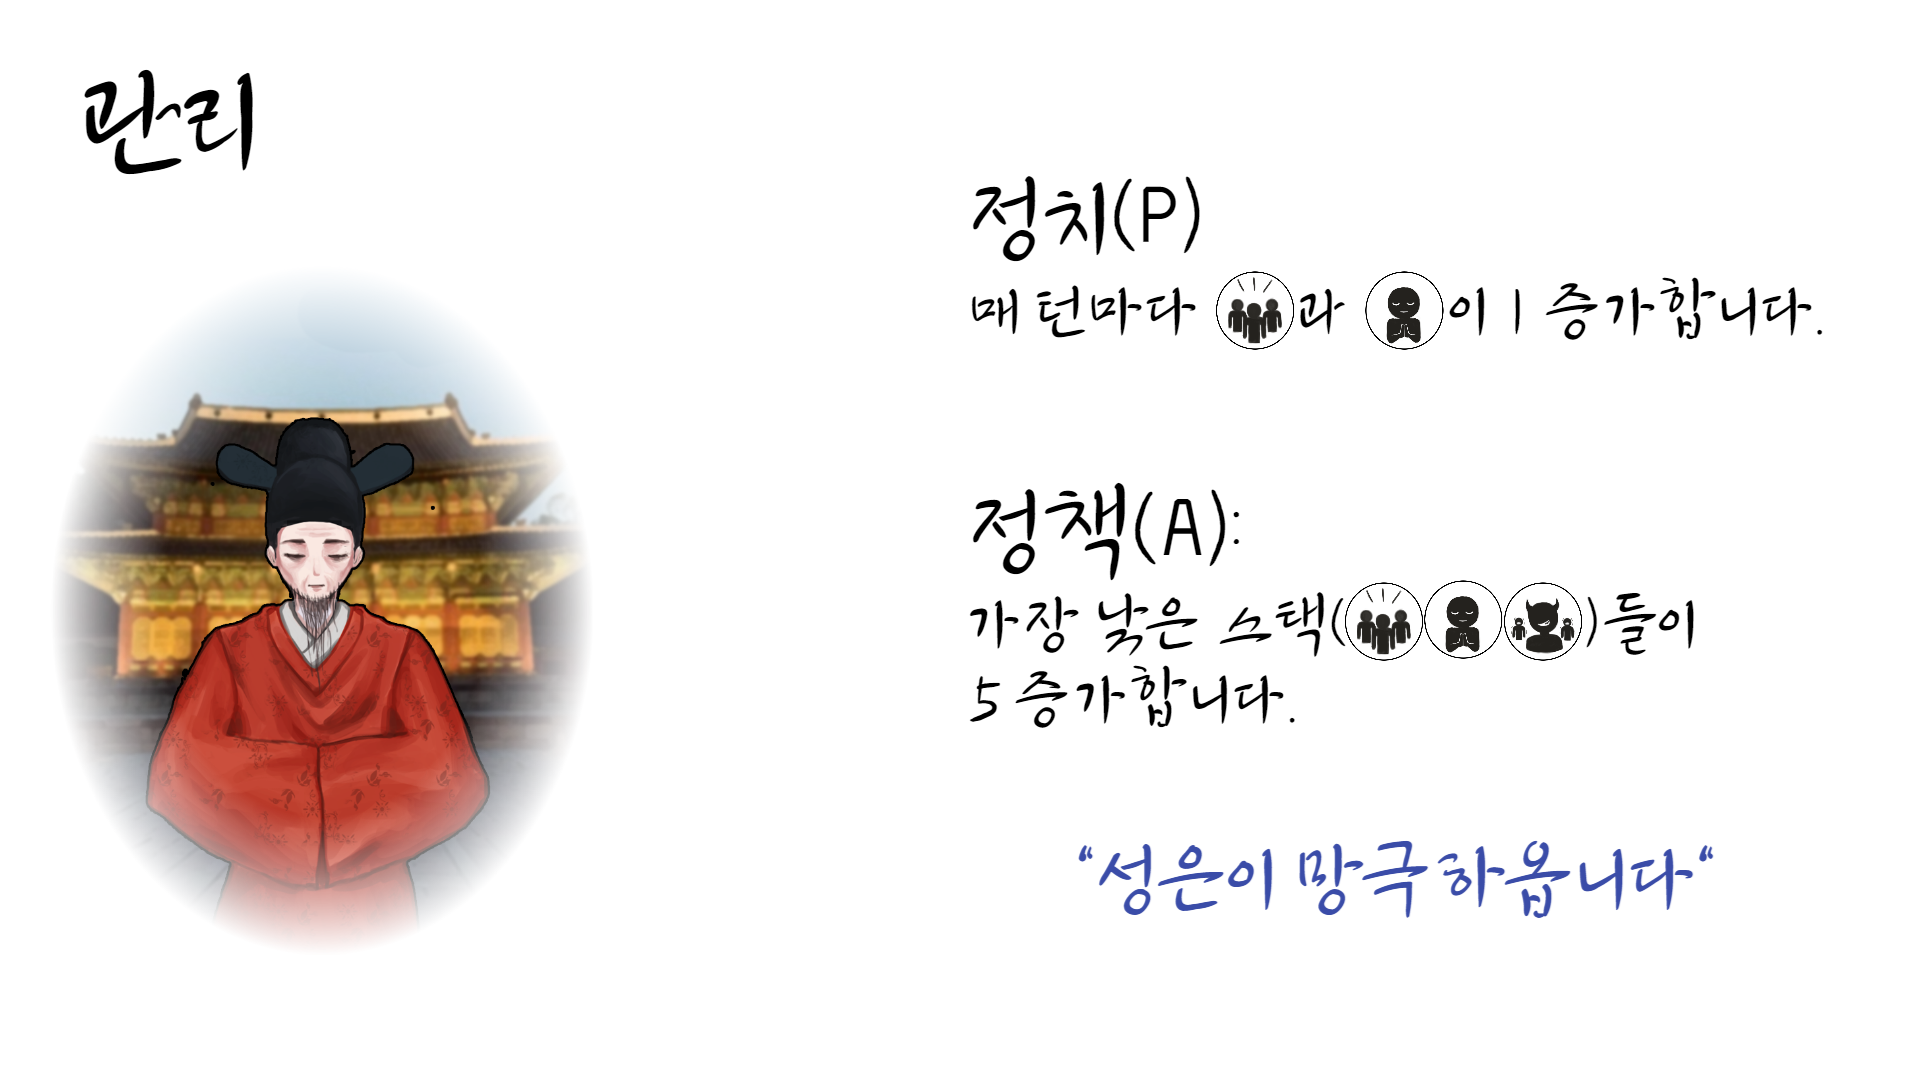 관리
정치(P)
매 턴마다 과 이 1 증가합니다.
정책(A):
가장 낮은 스택( )들이
5 증가합니다.
“성은이 망극하옵니다“